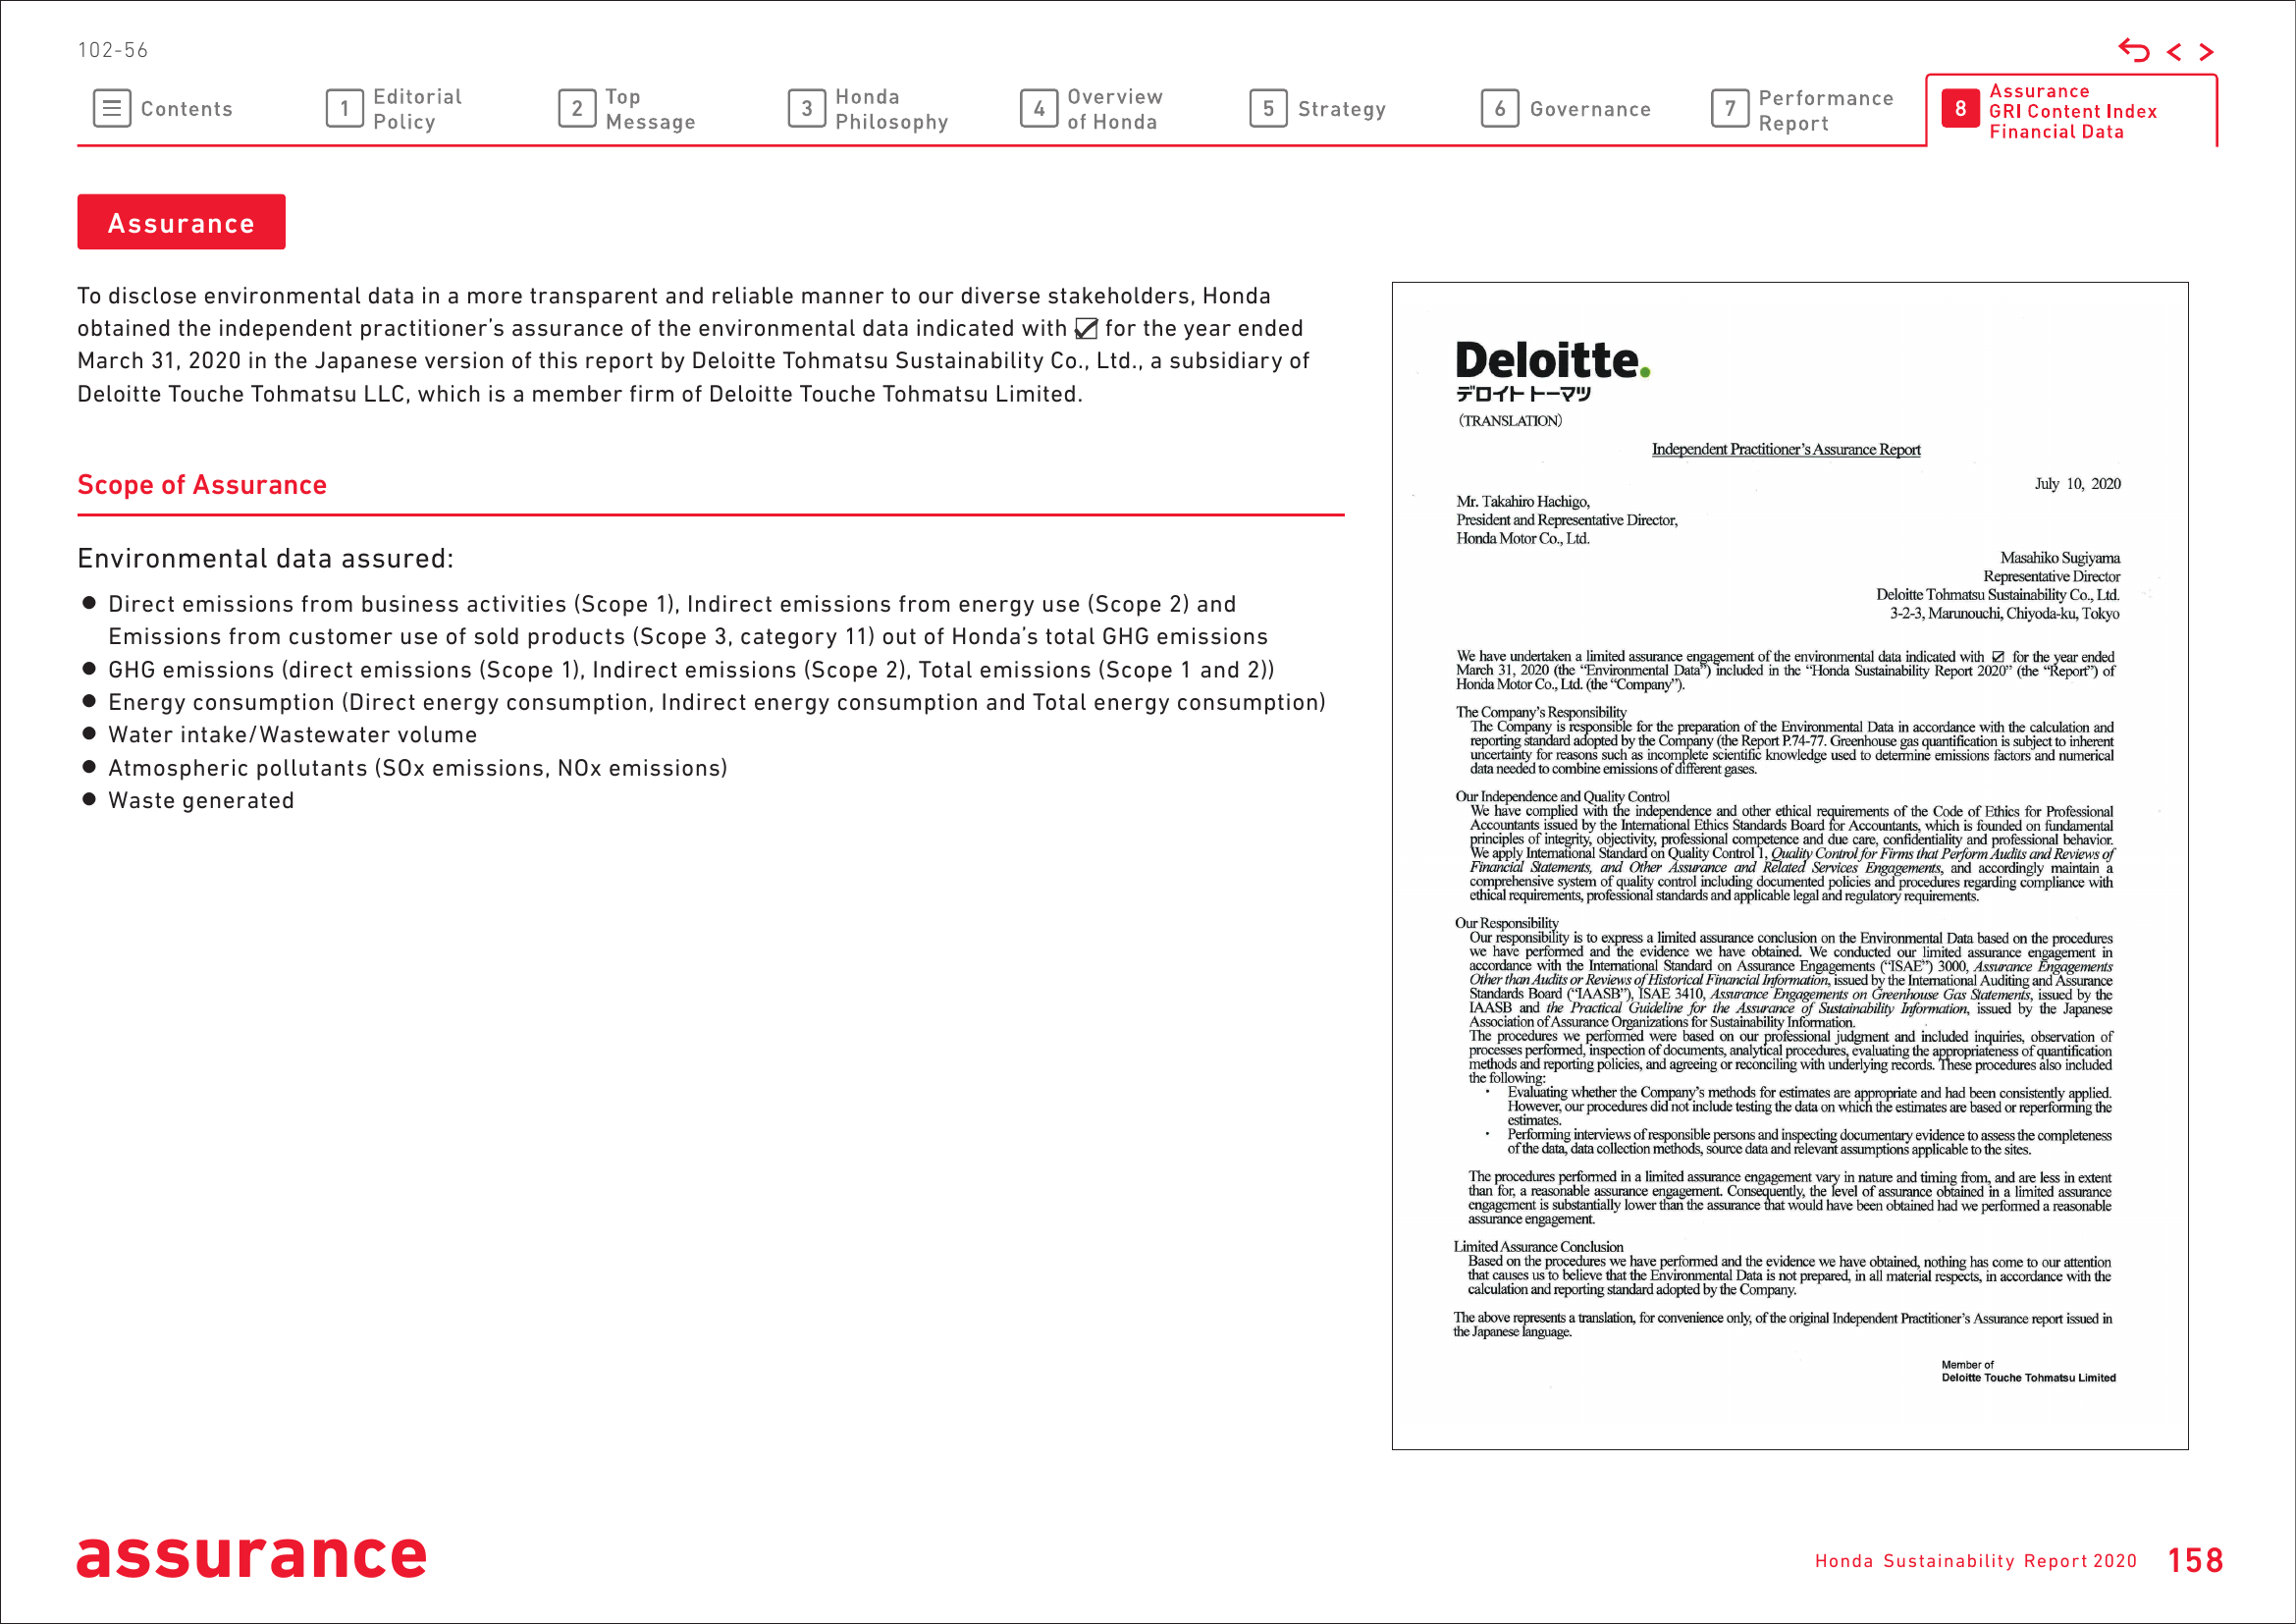 102-56
Contents
1 Editorial Policy
2 Top Message
3 Honda Philosophy
4 Overview of Honda
5 Strategy
6 Governance
7 Performance Report
8 Assurance GRI Content Index Financial Data
Assurance
To disclose environmental data in a more transparent and reliable manner to our diverse stakeholders, Honda
obtained the independent practitioner’s assurance of the environmental data indicated with ☑ for the year ended
March 31, 2020 in the Japanese version of this report by Deloitte Tohmatsu Sustainability Co., Ltd., a subsidiary of
Deloitte Touche Tohmatsu LLC, which is a member firm of Deloitte Touche Tohmatsu Limited.
Scope of Assurance
Environmental data assured:
● Direct emissions from business activities (Scope 1), Indirect emissions from energy use (Scope 2) and
Emissions from customer use of sold products (Scope 3, category 11) out of Honda’s total GHG emissions
● GHG emissions (direct emissions (Scope 1), Indirect emissions (Scope 2), Total emissions (Scope 1 and 2))
● Energy consumption (Direct energy consumption, Indirect energy consumption and Total energy consumption)
● Water intake/Wastewater volume
● Atmospheric pollutants (SOx emissions, NOx emissions)
● Waste generated
Deloitte.
デロイト トーマツ
(TRANSLATION)
Independent Practitioner’s Assurance Report
July 10, 2020
Mr. Takahiro Hachigo,
President and Representative Director,
Honda Motor Co., Ltd.
Masahiko Sugiyama
Representative Director
Deloitte Tohmatsu Sustainability Co., Ltd.
3-2-3, Marunouchi, Chiyoda-ku, Tokyo
We have undertaken a limited assurance engagement of the environmental data indicated with ☑ for the year ended
March 31, 2020 (the “Environmental Data”) included in the “Honda Sustainability Report 2020” (the “Report”) of
Honda Motor Co., Ltd. (the “Company”).
The Company’s Responsibility
The Company is responsible for the preparation of the Environmental Data in accordance with the calculation and
reporting standard adopted by the Company (the Report P.74-77. Greenhouse gas quantification is subject to inherent
uncertainty for reasons such as incomplete scientific knowledge used to determine emissions factors and numerical
data needed to combine emissions of different gases.
Our Independence and Quality Control
We have complied with the independence and other ethical requirements of the Code of Ethics for Professional
Accountants issued by the International Ethics Standards Board for Accountants, which is founded on fundamental
principles of integrity, objectivity, professional competence and due care, confidentiality and professional behavior.
We apply International Standard on Quality Control 1, Quality Control for Firms that Perform Audits and Reviews of
Financial Statements, and Other Assurance and Related Services Engagements, and accordingly maintain a
comprehensive system of quality control including documented policies and procedures regarding compliance with
ethical requirements, professional standards and applicable legal and regulatory requirements.
Our Responsibility
Our responsibility is to express a limited assurance conclusion on the Environmental Data based on the procedures
we have performed and the evidence we have obtained. We conducted our limited assurance engagement in
accordance with the International Standard on Assurance Engagements (“ISAE”) 3000, Assurance Engagements
Other than Audits or Reviews of Historical Financial Information, issued by the International Auditing and Assurance
Standards Board (“IAASB”), ISAE 3410, Assurance Engagements on Greenhouse Gas Statements, issued by the
IAASB and the Practical Guideline for the Assurance of Sustainability Information, issued by the Japanese
Association of Assurance Organizations for Sustainability Information.
The procedures we performed were based on our professional judgment and included inquiries, observation of
processes performed, inspection of documents, analytical procedures, evaluating the appropriateness of quantification
methods and reporting policies, and agreeing or reconciling with underlying records. These procedures also included
the following:
・ Evaluating whether the Company’s methods for estimates are appropriate and had been consistently applied.
However, our procedures did not include testing the data on which the estimates are based or reperforming the
estimates.
・ Performing interviews of responsible persons and inspecting documentary evidence to assess the completeness
of the data, data collection methods, source data and relevant assumptions applicable to the sites.
The procedures performed in a limited assurance engagement vary in nature and timing from, and are less in extent
than for, a reasonable assurance engagement. Consequently, the level of assurance obtained in a limited assurance
engagement is substantially lower than the assurance that would have been obtained had we performed a reasonable
assurance engagement.
Limited Assurance Conclusion
Based on the procedures we have performed and the evidence we have obtained, nothing has come to our attention
that causes us to believe that the Environmental Data is not prepared, in all material respects, in accordance with the
calculation and reporting standard adopted by the Company.
The above represents a translation, for convenience only, of the original Independent Practitioner’s Assurance report issued in
the Japanese language.
Member of
Deloitte Touche Tohmatsu Limited
assurance
Honda Sustainability Report 2020 158